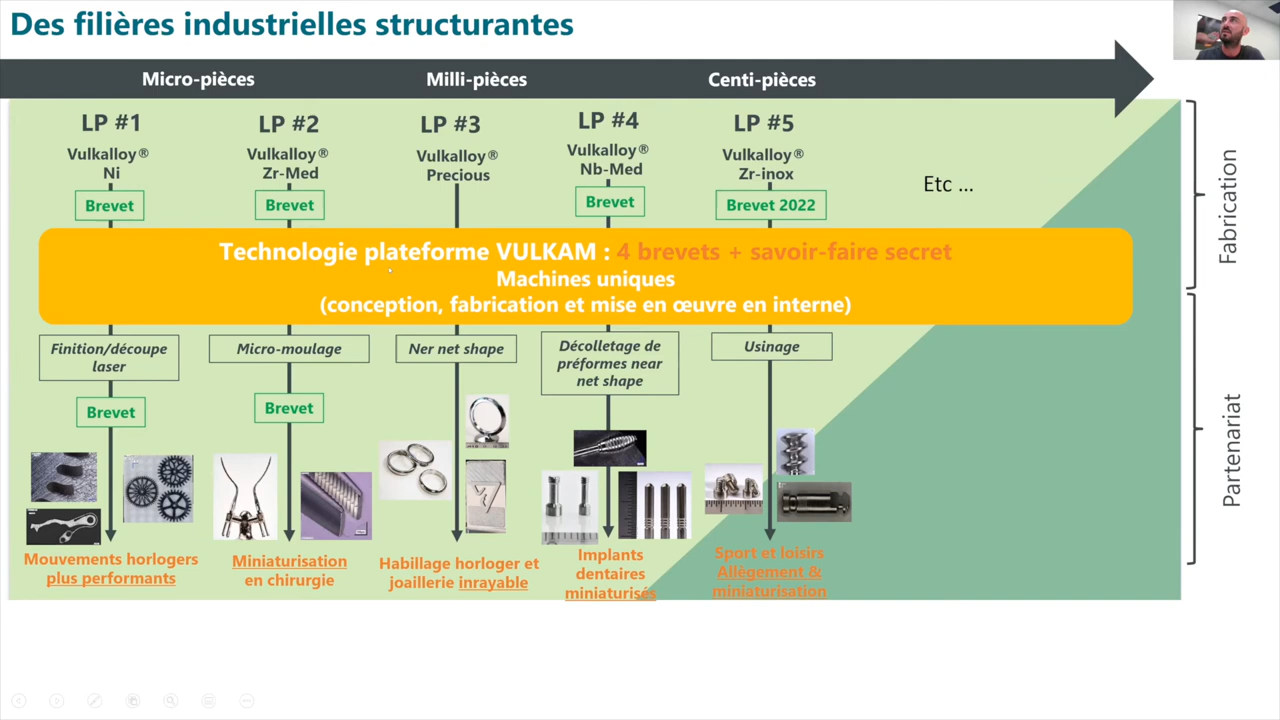 Des filières industrielles structurantes
Micro-pièces
Milli-pièces
Centi-pièces
LP #1
Vulkalloy®
Ni
Brevet
LP #2
Vulkalloy®
Zr-Med
Brevet
LP #3
Vulkalloy®
Precious
LP #4
Vulkalloy®
Nb-Med
Brevet
LP #5
Vulkalloy®
Zr-inox
Brevet 2022
Etc ...
Fabrication
Technologie plateforme VULKAM : 4 brevets + savoir-faire secret
Machines uniques
(conception, fabrication et mise en œuvre en interne)
Finition/découpe
laser
Brevet
Micro-moulage
Brevet
Ner net shape
Décolletage de
préformes near
net shape
Usinage
Partenariat
Mouvements horlogers
plus performants
Miniaturisation
en chirurgie
Habillage horloger et
joaillerie inrayable
Implants
dentaires
miniaturisés
Sport et loisirs
Allégement &
miniaturisation